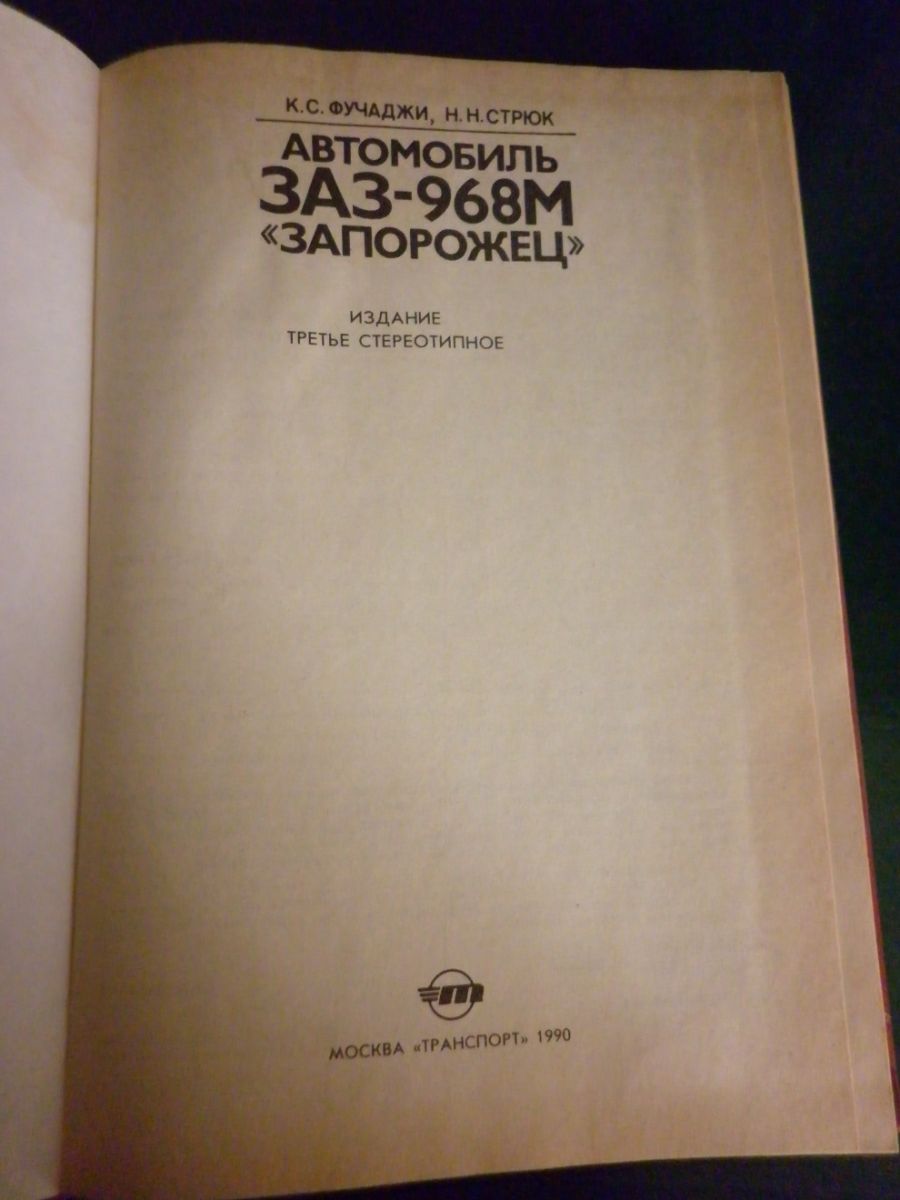 К.С. ФУЧАДЖИ, Н.Н.СТРЮК
АВТОМОБИЛЬ
ЗАЗ-968М
«ЗАПОРОЖЕЦ»
ИЗДАНИЕ
ТРЕТЬЕ СТЕРЕОТИПНОЕ
т
МОСКВА «ТРАНСПОРТ» 1990